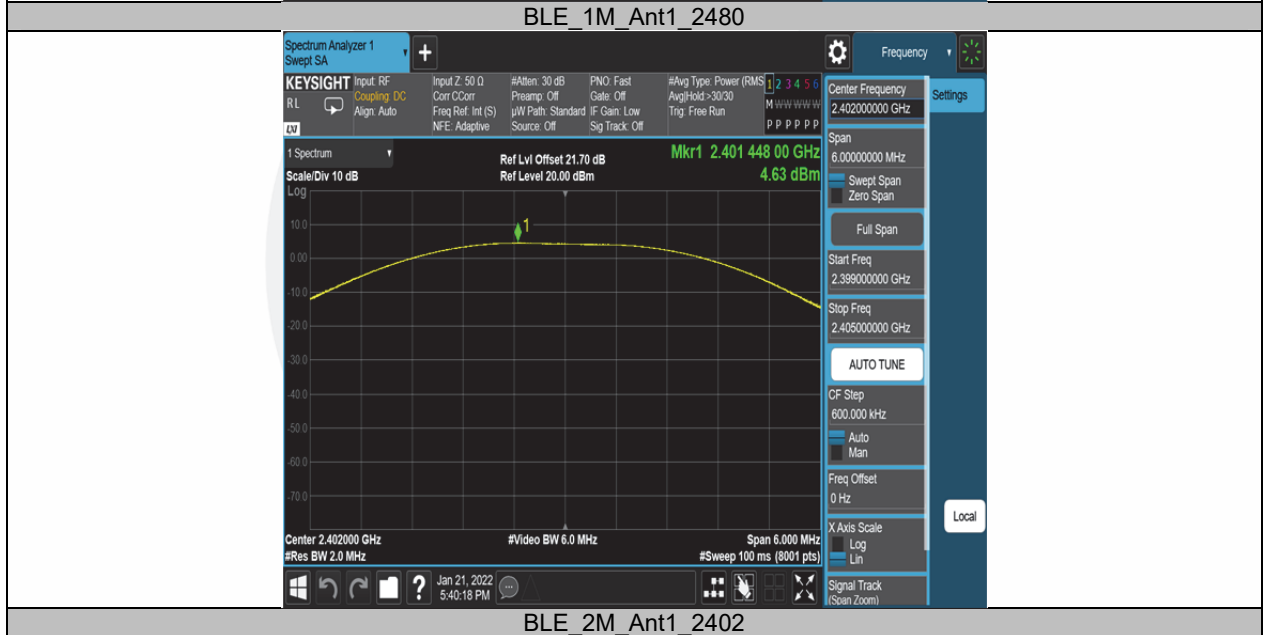 BLE_1M_Ant1_2480
Spectrum Analyzer 1
Swept SA
Frequency
KEYSIGHT
RL
LXI
Input: RF
Coupling: DC
Align: Auto
Input Z: 50 Ω
Corr CCorr
Freq Ref: Int (S)
NFE: Adaptive
#Atten: 30 dB
Preamp: Off
µW Path: Standard
Source: Off
PNO: Fast
Gate: Off
IF Gain: Low
Sig Track: Off
#Avg Type: Power (RMS
Avg|Hold:>30/30
Trig: Free Run
1 2 3 4 5 6
M W W W W W
P P P P P P
Center Frequency
2.402000000 GHz
Settings
Span
6.00000000 MHz
Swept Span
Zero Span
Full Span
Start Freq
2.399000000 GHz
Stop Freq
2.405000000 GHz
AUTO TUNE
CF Step
600.000 kHz
Auto
Man
Freq Offset
0 Hz
X Axis Scale
Log
Lin
Signal Track
(Span Zoom)
Local
1 Spectrum
Scale/Div 10 dB
Ref Lvl Offset 21.70 dB
Ref Level 20.00 dBm
Mkr1 2.401 448 00 GHz
4.63 dBm
Log
10.0
0.00
-10.0
-20.0
-30.0
-40.0
-50.0
-60.0
-70.0
1
Center 2.402000 GHz
#Video BW 6.0 MHz
Span 6.000 MHz
#Res BW 2.0 MHz
#Sweep 100 ms (8001 pts)
?
Jan 21, 2022
5:40:18 PM
BLE_2M_Ant1_2402